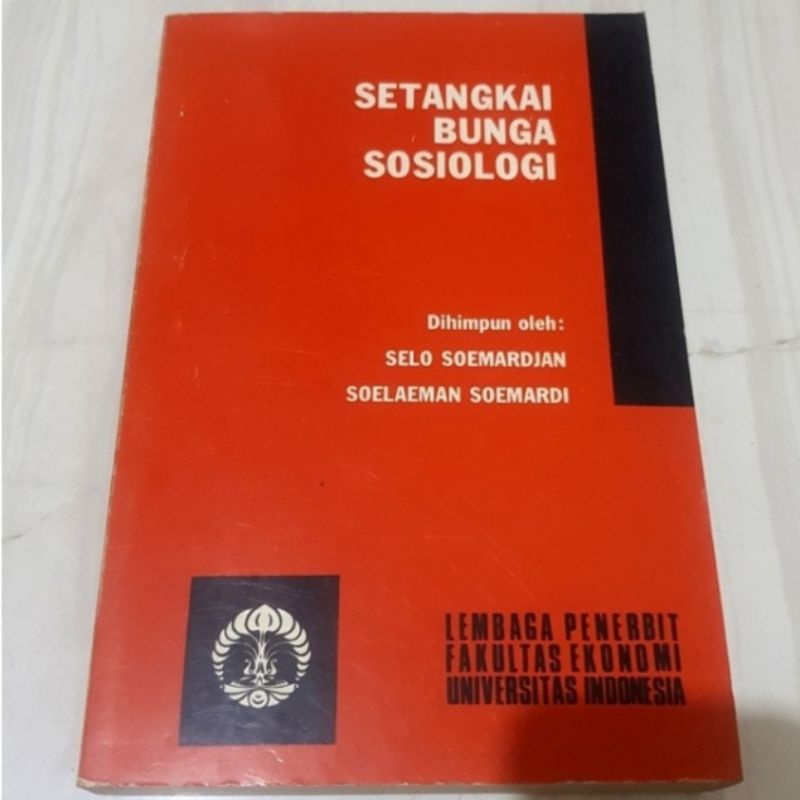 SETANGKAI
BUNGA
SOSIOLOGI
Dihimpun oleh:
SELO SOEMARDJAN
SOELAEMAN SOEMARDI
LEMBAGA PENERBIT
FAKULTAS EKONOMI
UNIVERSITAS INDONESIA